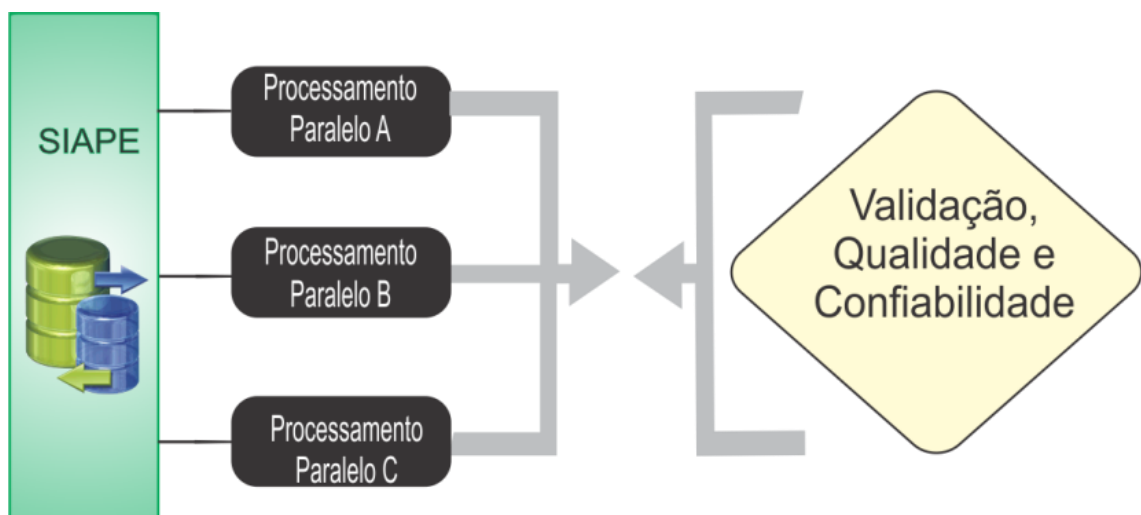 SIAPE
Processamento
Paralelo A
Processamento
Paralelo B
Processamento
Paralelo C
Validação,
Qualidade e
Confiabilidade